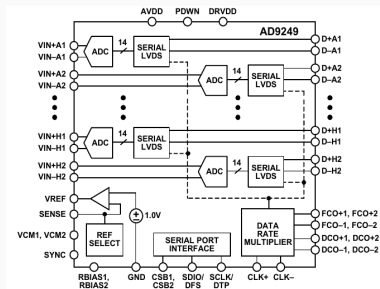 AVDD PDWN DRVDD
AD9249
VIN+A1
VIN–A1
ADC
14
SERIAL
LVDS
D+A1
D–A1
VIN+A2
VIN–A2
ADC
14
SERIAL
LVDS
D+A2
D–A2
VIN+H1
VIN–H1
ADC
14
SERIAL
LVDS
D+H1
D–H1
VIN+H2
VIN–H2
ADC
14
SERIAL
LVDS
D+H2
D–H2
VREF
SENSE
1.0V
VCM1, VCM2
REF
SELECT
SYNC
SERIAL PORT
INTERFACE
DATA
RATE
MULTIPLIER
FCO+1, FCO+2
FCO–1, FCO–2
DCO+1, DCO+2
DCO–1, DCO–2
RBIAS1,
RBIAS2
GND
CSB1,
CSB2
SDIO/
DFS
SCLK/
DTP
CLK+
CLK–